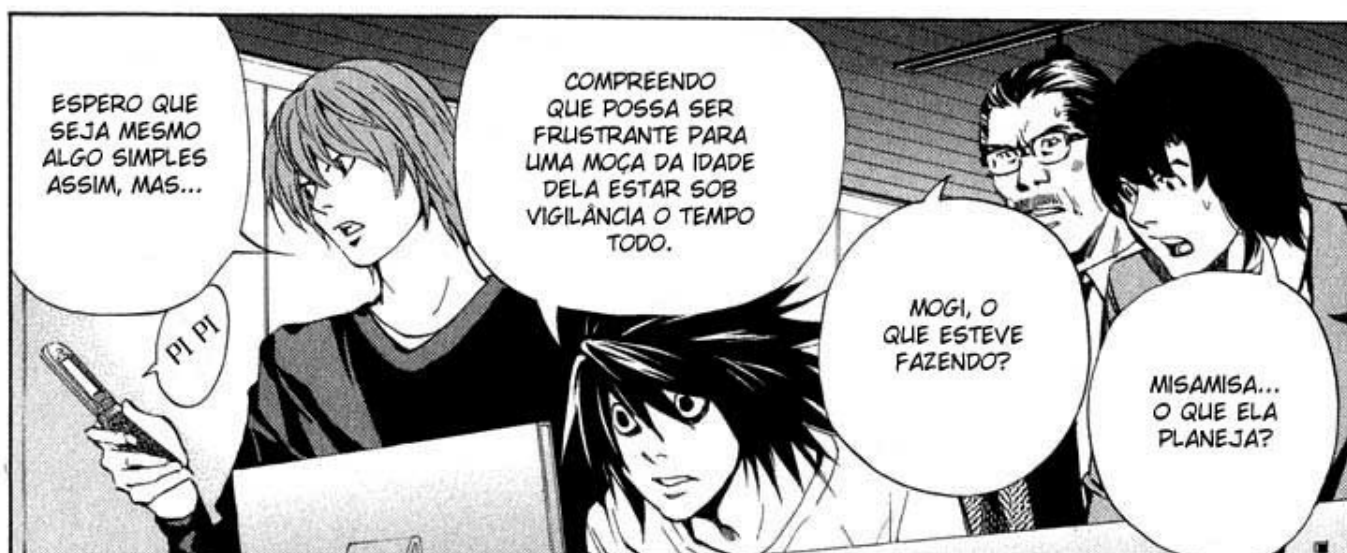 MISAMISA...
O QUE ELA
PLANEJA?
MOGI, O
QUE ESTEVE
FAZENDO?
COMPREENDO
QUE POSSA SER
FRUSTRANTE PARA
UMA MOÇA DA IDADE
DELA ESTAR SOB
VIGILÂNCIA O TEMPO
TODO.
ESPERO QUE
SEJA MESMO
ALGO SIMPLES
ASSIM, MAS...
PI PI